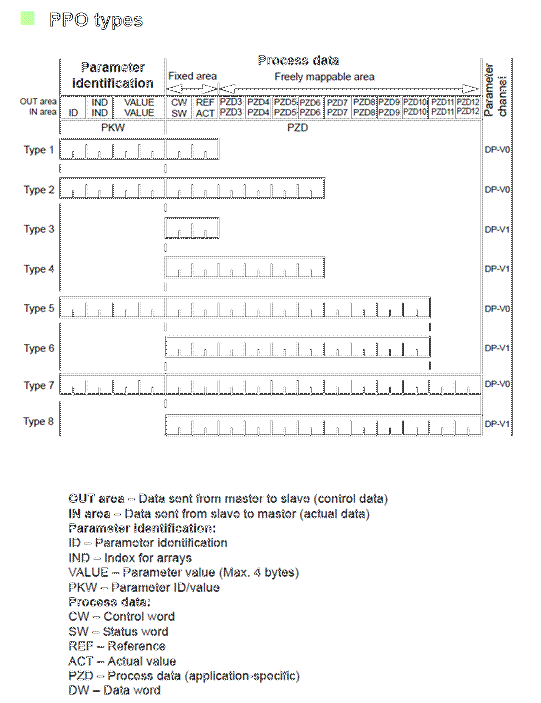 PPO types
Process data
Parameter identification
Fixed area
Freely mappable area
Parameter channel
OUT area IND VALUE CW REF PZD3 PZD4 PZD5 PZD6 PZD7 PZD8 PZD9 PZD10 PZD11 PZD12
IN area ID IND VALUE SW ACT PZD3 PZD4 PZD5 PZD6 PZD7 PZD8 PZD9 PZD10 PZD11 PZD12
PKW PZD
Type 1 DP-V0
Type 2 DP-V0
Type 3 DP-V1
Type 4 DP-V1
Type 5 DP-V0
Type 6 DP-V1
Type 7 DP-V0
Type 8 DP-V1
OUT area – Data sent from master to slave (control data)
IN area – Data sent from slave to master (actual data)
Parameter identification:
ID – Parameter identification
IND – Index for arrays
VALUE – Parameter value (Max. 4 bytes)
PKW – Parameter ID/value
Process data:
CW – Control word
SW – Status word
REF – Reference
ACT – Actual value
PZD – Process data (application-specific)
DW – Data word